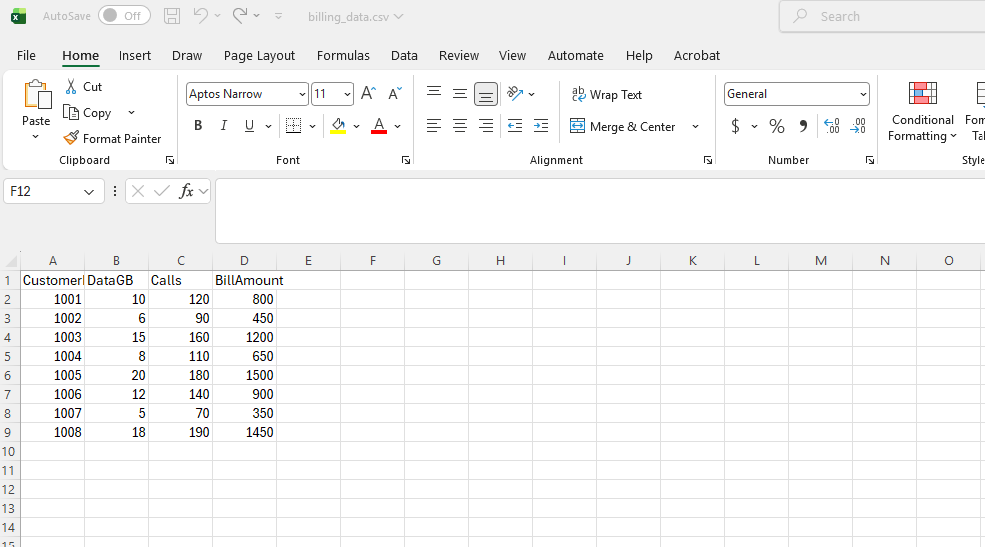 AutoSave Off billing_data.csv Search
File Home Insert Draw Page Layout Formulas Data Review View Automate Help Acrobat
Paste
Cut
Copy
Format Painter
Clipboard
Aptos Narrow 11
B I U A
Font
ab Wrap Text
Merge & Center
Alignment
General
$ % 9 .00
Number
Conditional
Formatting
Style
F12 fx
A B C D E F G H I J K L M N O
1 Customer DataGB Calls BillAmount
2 1001 10 120 800
3 1002 6 90 450
4 1003 15 160 1200
5 1004 8 110 650
6 1005 20 180 1500
7 1006 12 140 900
8 1007 5 70 350
9 1008 18 190 1450
10
11
12
13
14
15